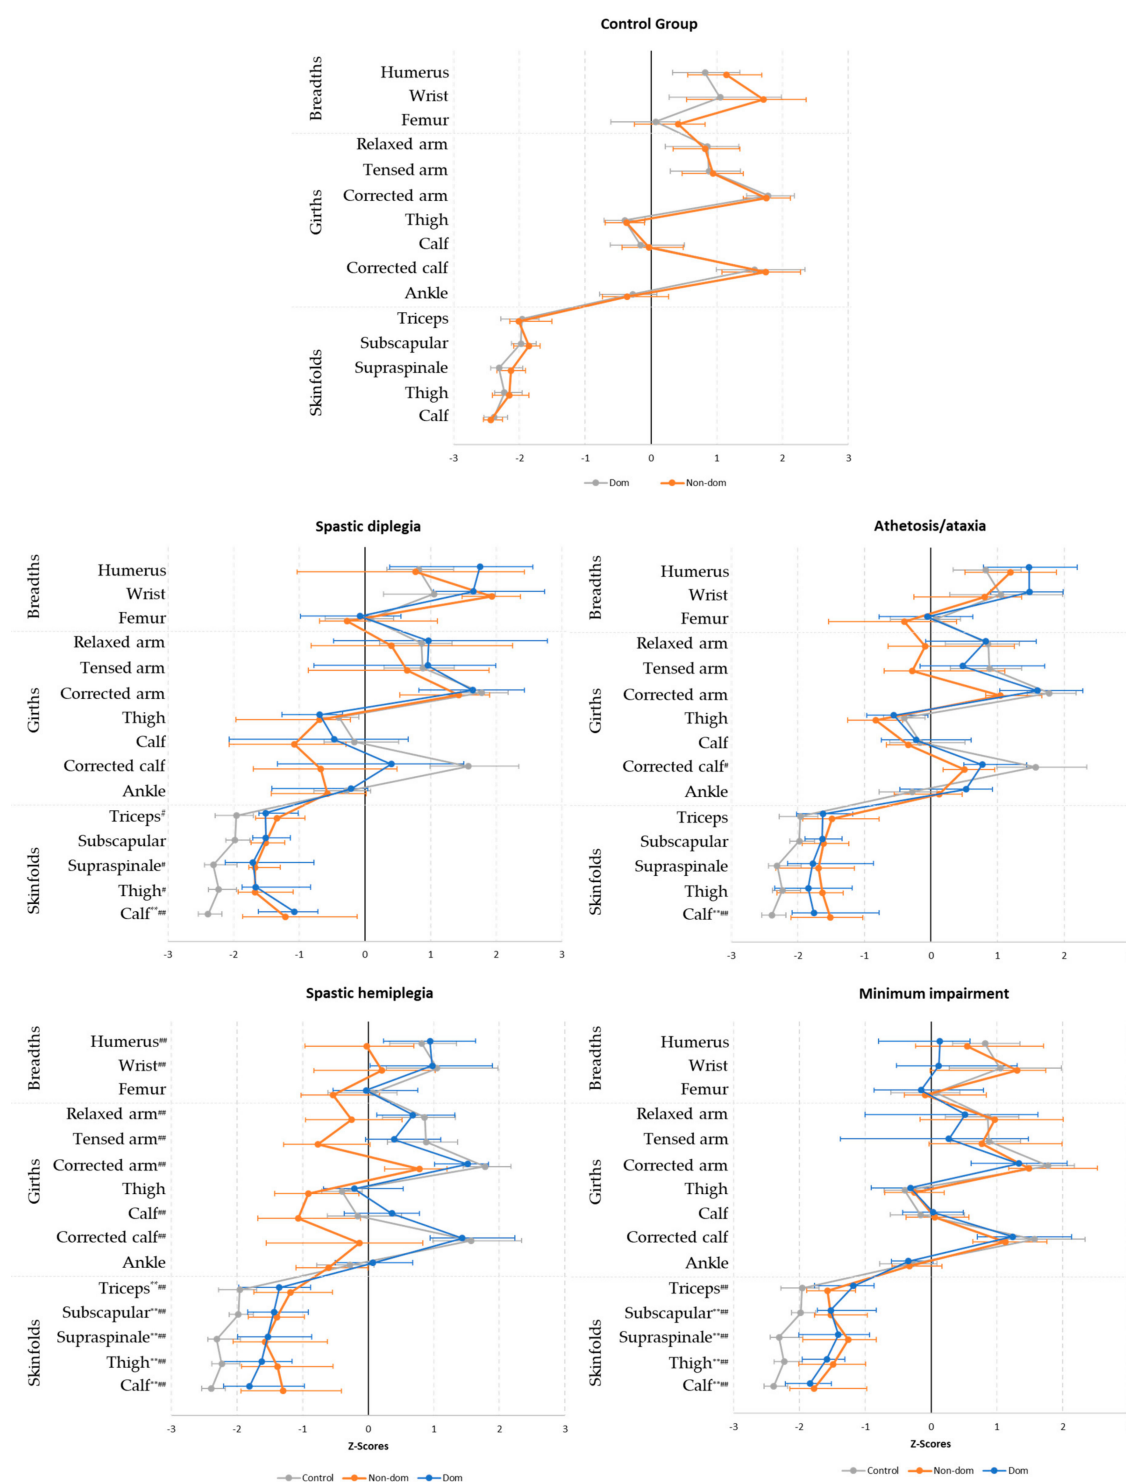 Control Group
Breadths
Humerus
Wrist
Femur
Girths
Relaxed arm
Tensed arm
Corrected arm
Thigh
Calf
Corrected calf
Ankle
Skinfolds
Triceps
Subscapular
Supraspinale
Thigh
Calf
-3 -2 -1 0 1 2 3
Dom Non-dom
Spastic diplegia
Breadths
Humerus
Wrist
Femur
Girths
Relaxed arm
Tensed arm
Corrected arm
Thigh
Calf
Corrected calf
Ankle
Skinfolds
Triceps#
Subscapular
Supraspinale#
Thigh#
Calf**##
-3 -2 -1 0 1 2 3
Athetosis/ataxia
Breadths
Humerus
Wrist
Femur
Girths
Relaxed arm
Tensed arm
Corrected arm
Thigh
Calf
Corrected calf#
Ankle
Skinfolds
Triceps
Subscapular
Supraspinale
Thigh
Calf**##
-3 -2 -1 0 1 2
Spastic hemiplegia
Breadths
Humerus##
Wrist##
Femur
Girths
Relaxed arm##
Tensed arm##
Corrected arm##
Thigh
Calf##
Corrected calf##
Ankle
Skinfolds
Triceps**##
Subscapular**##
Supraspinale**##
Thigh**##
Calf**##
-3 -2 -1 0 1 2 3
Z-Scores
Control Non-dom Dom
Minimum impairment
Breadths
Humerus
Wrist
Femur
Girths
Relaxed arm
Tensed arm
Corrected arm
Thigh
Calf
Corrected calf
Ankle
Skinfolds
Triceps##
Subscapular**##
Supraspinale**##
Thigh**##
Calf**##
-3 -2 -1 0 1 2
Z-Scores
Control Non-dom Dom